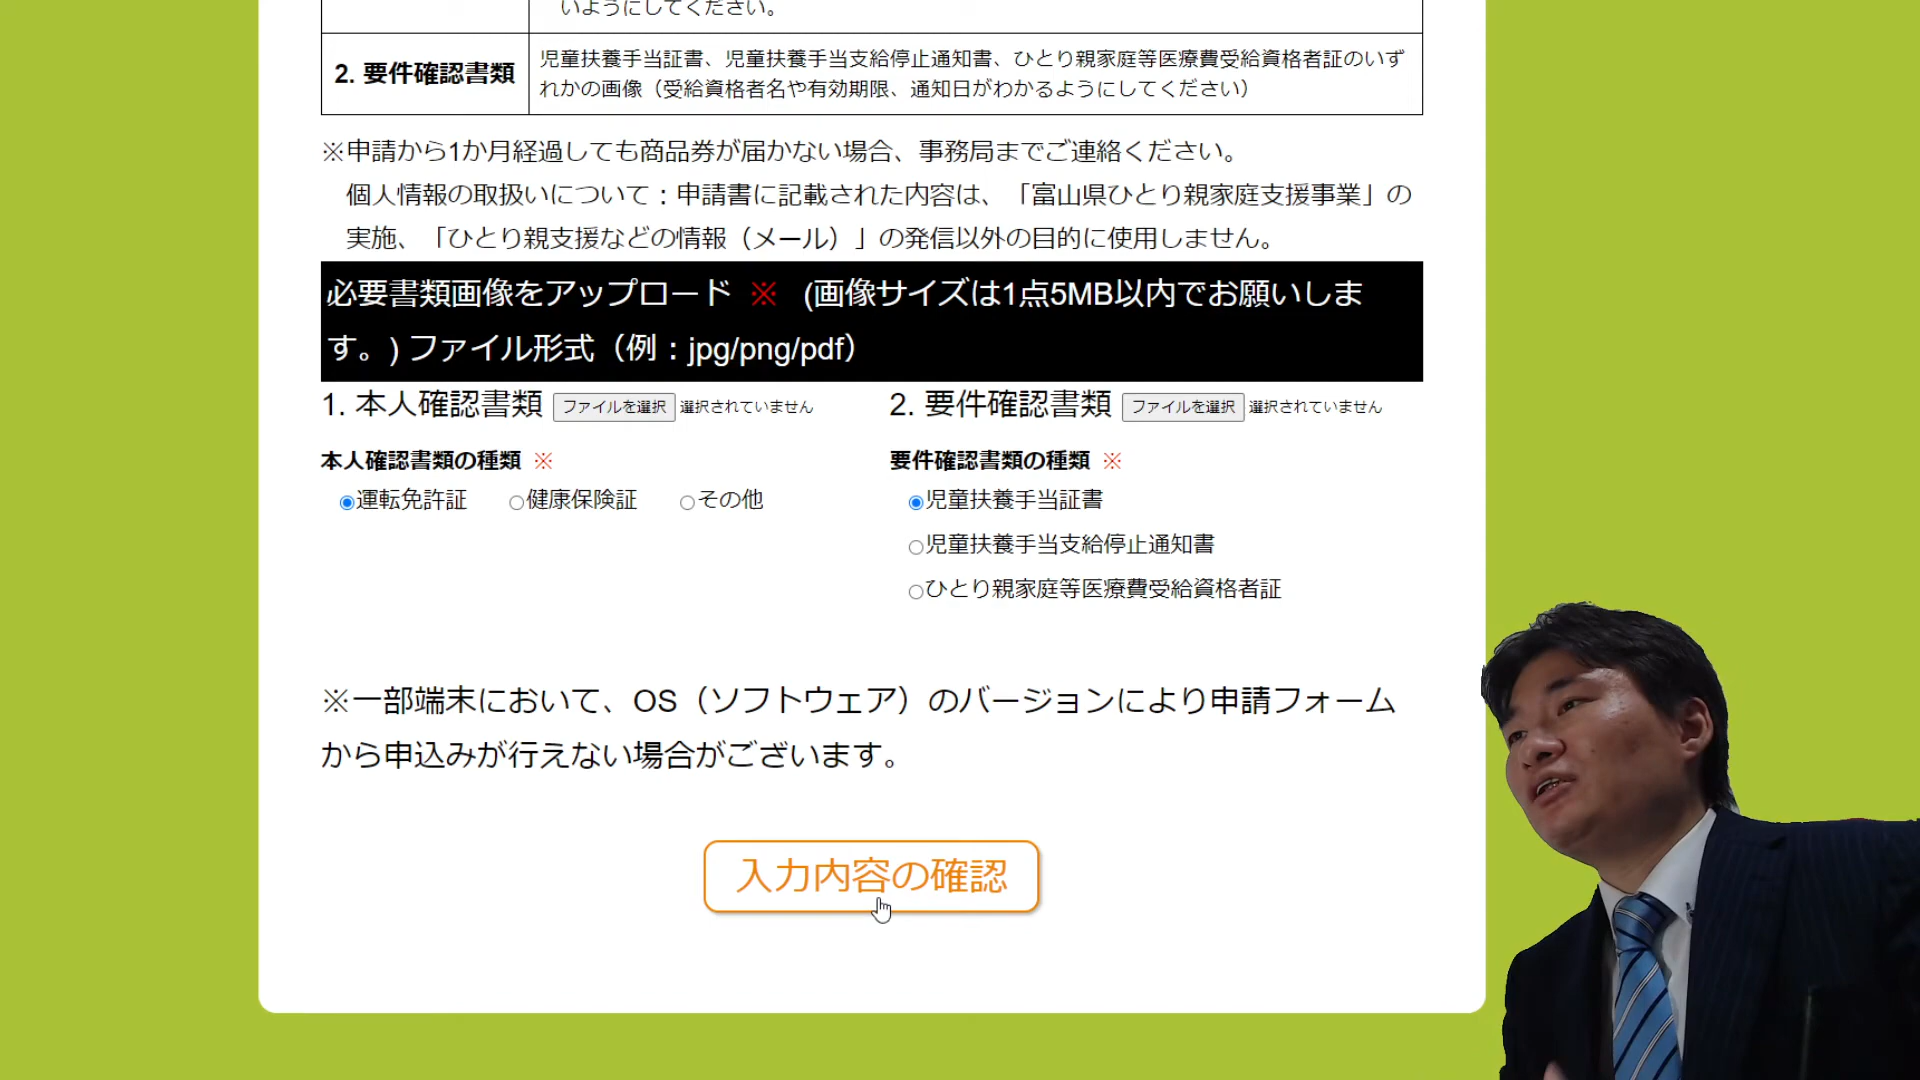 いようにしてください。
2. 要件確認書類
児童扶養手当証書、児童扶養手当支給停止通知書、ひとり親家庭等医療費受給資格者証のいず
れかの画像（受給資格者名や有効期限、通知日がわかるようにしてください）
※申請から1か月経過しても商品券が届かない場合、事務局までご連絡ください。
個人情報の取扱いについて：申請書に記載された内容は、「富山県ひとり親家庭支援事業」の
実施、「ひとり親支援などの情報（メール）」の発信以外の目的に使用しません。
必要書類画像をアップロード ※ (画像サイズは1点5MB以内でお願いしま
す。) ファイル形式（例：jpg/png/pdf）
1. 本人確認書類 ファイルを選択 選択されていません
本人確認書類の種類 ※
運転免許証 健康保険証 その他
2. 要件確認書類 ファイルを選択 選択されていません
要件確認書類の種類 ※
児童扶養手当証書
児童扶養手当支給停止通知書
ひとり親家庭等医療費受給資格者証
※一部端末において、OS（ソフトウェア）のバージョンにより申請フォーム
から申込みが行えない場合がございます。
入力内容の確認